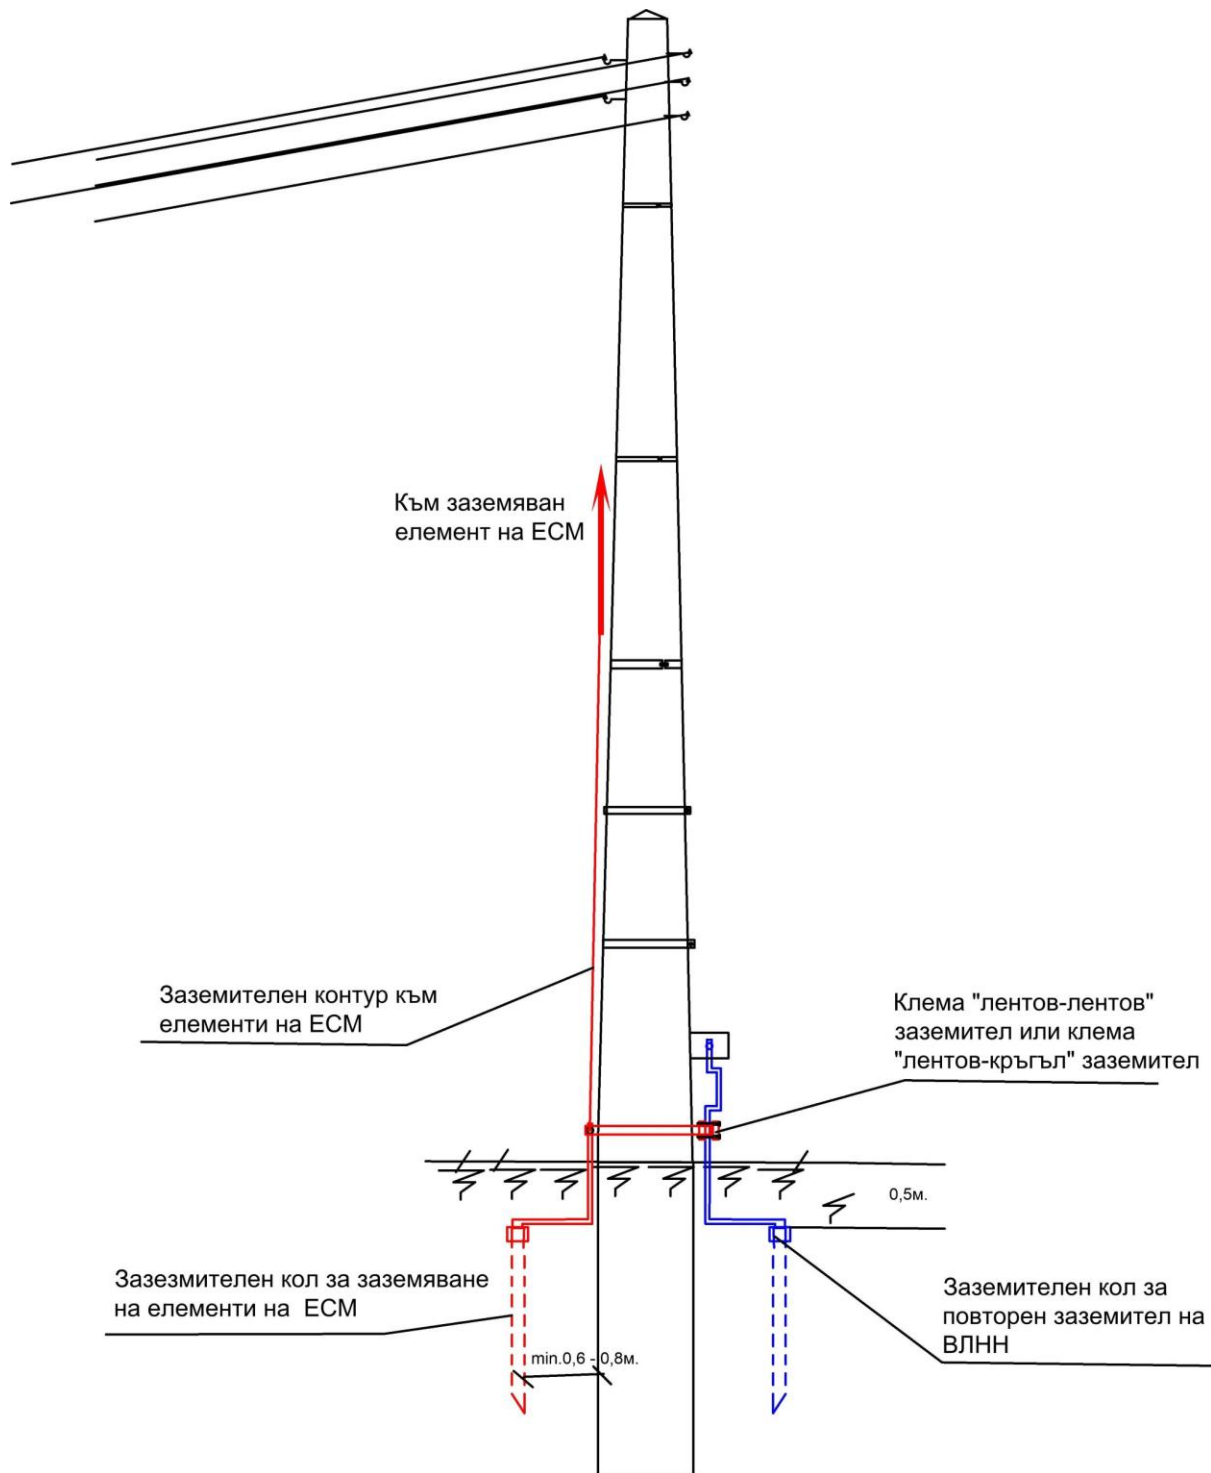 Към заземяван
елемент на ЕСМ
Заземителен контур към
елементи на ЕСМ
Клема "лентов-лентов"
заземител или клема
"лентов-кръгъл" заземител
0,5м.
Зазезмителен кол за заземяване
на елементи на ЕСМ
Заземителен кол за
повторен заземител на
ВЛНН
min.0,6 - 0,8м.